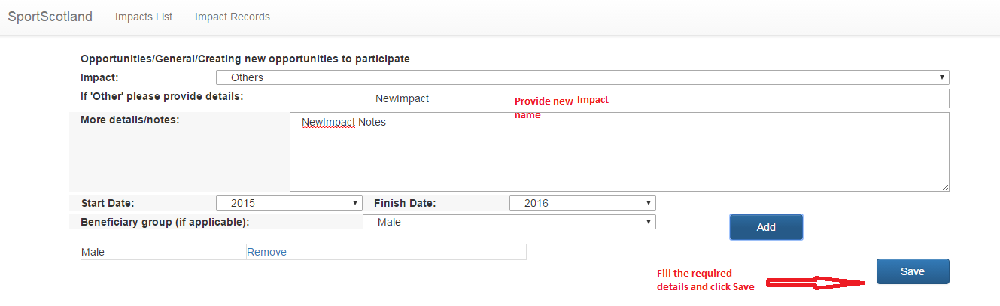 SportScotland Impacts List Impact Records
Opportunities/General/Creating new opportunities to participate
Impact: Others
If 'Other' please provide details: NewImpact Provide new Impact
name
More details/notes: NewImpact Notes
Start Date: 2015 Finish Date: 2016
Beneficiary group (if applicable): Male Add
Male Remove
Save
Fill the required
details and click Save